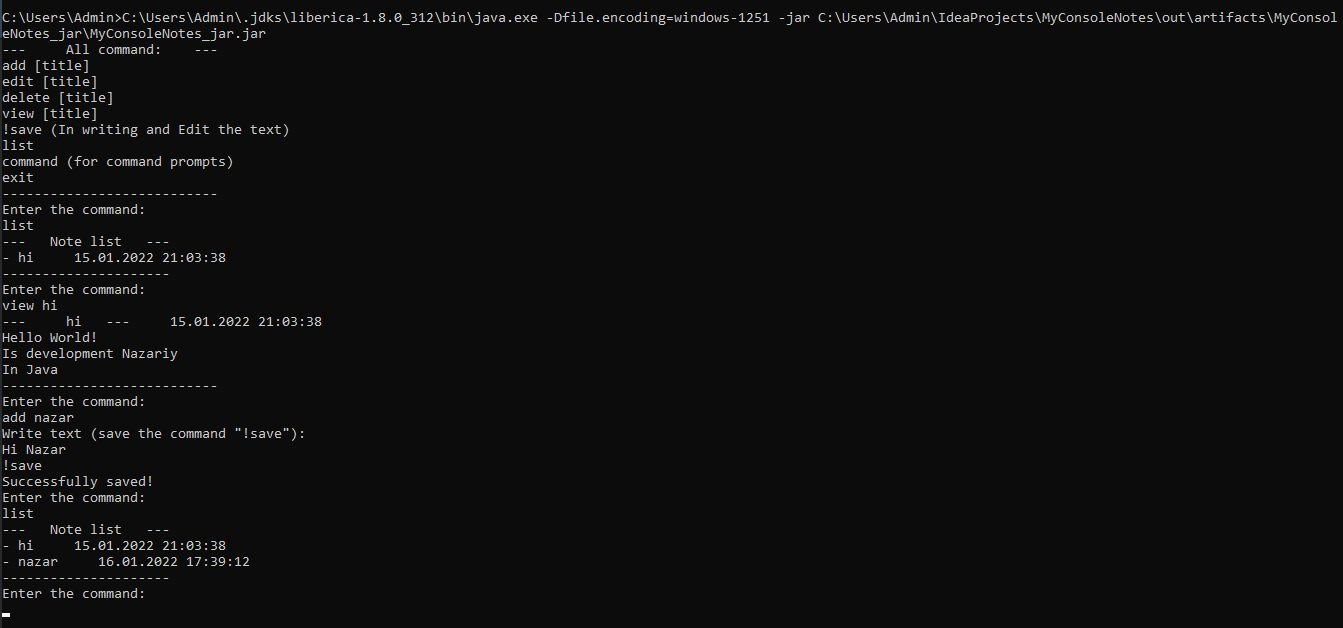 C:\Users\Admin>C:\Users\Admin\.jdks\liberica-1.8.0_312\bin\java.exe -Dfile.encoding=windows-1251 -jar C:\Users\Admin\IdeaProjects\MyConsoleNotes\out\artifacts\MyConsol
eNotes_jar\MyConsoleNotes_jar.jar
---     All command:    ---
add [title]
edit [title]
delete [title]
view [title]
!save (In writing and Edit the text)
list
command (for command prompts)
exit
---------------------------
Enter the command:
list
---   Note list   ---
- hi     15.01.2022 21:03:38
---------------------
Enter the command:
view hi
---     hi   ---     15.01.2022 21:03:38
Hello World!
Is development Nazariy
In Java
---------------------------
Enter the command:
add nazar
Write text (save the command "!save"):
Hi Nazar
!save
Successfully saved!
Enter the command:
list
---   Note list   ---
- hi     15.01.2022 21:03:38
- nazar     16.01.2022 17:39:12
---------------------
Enter the command: